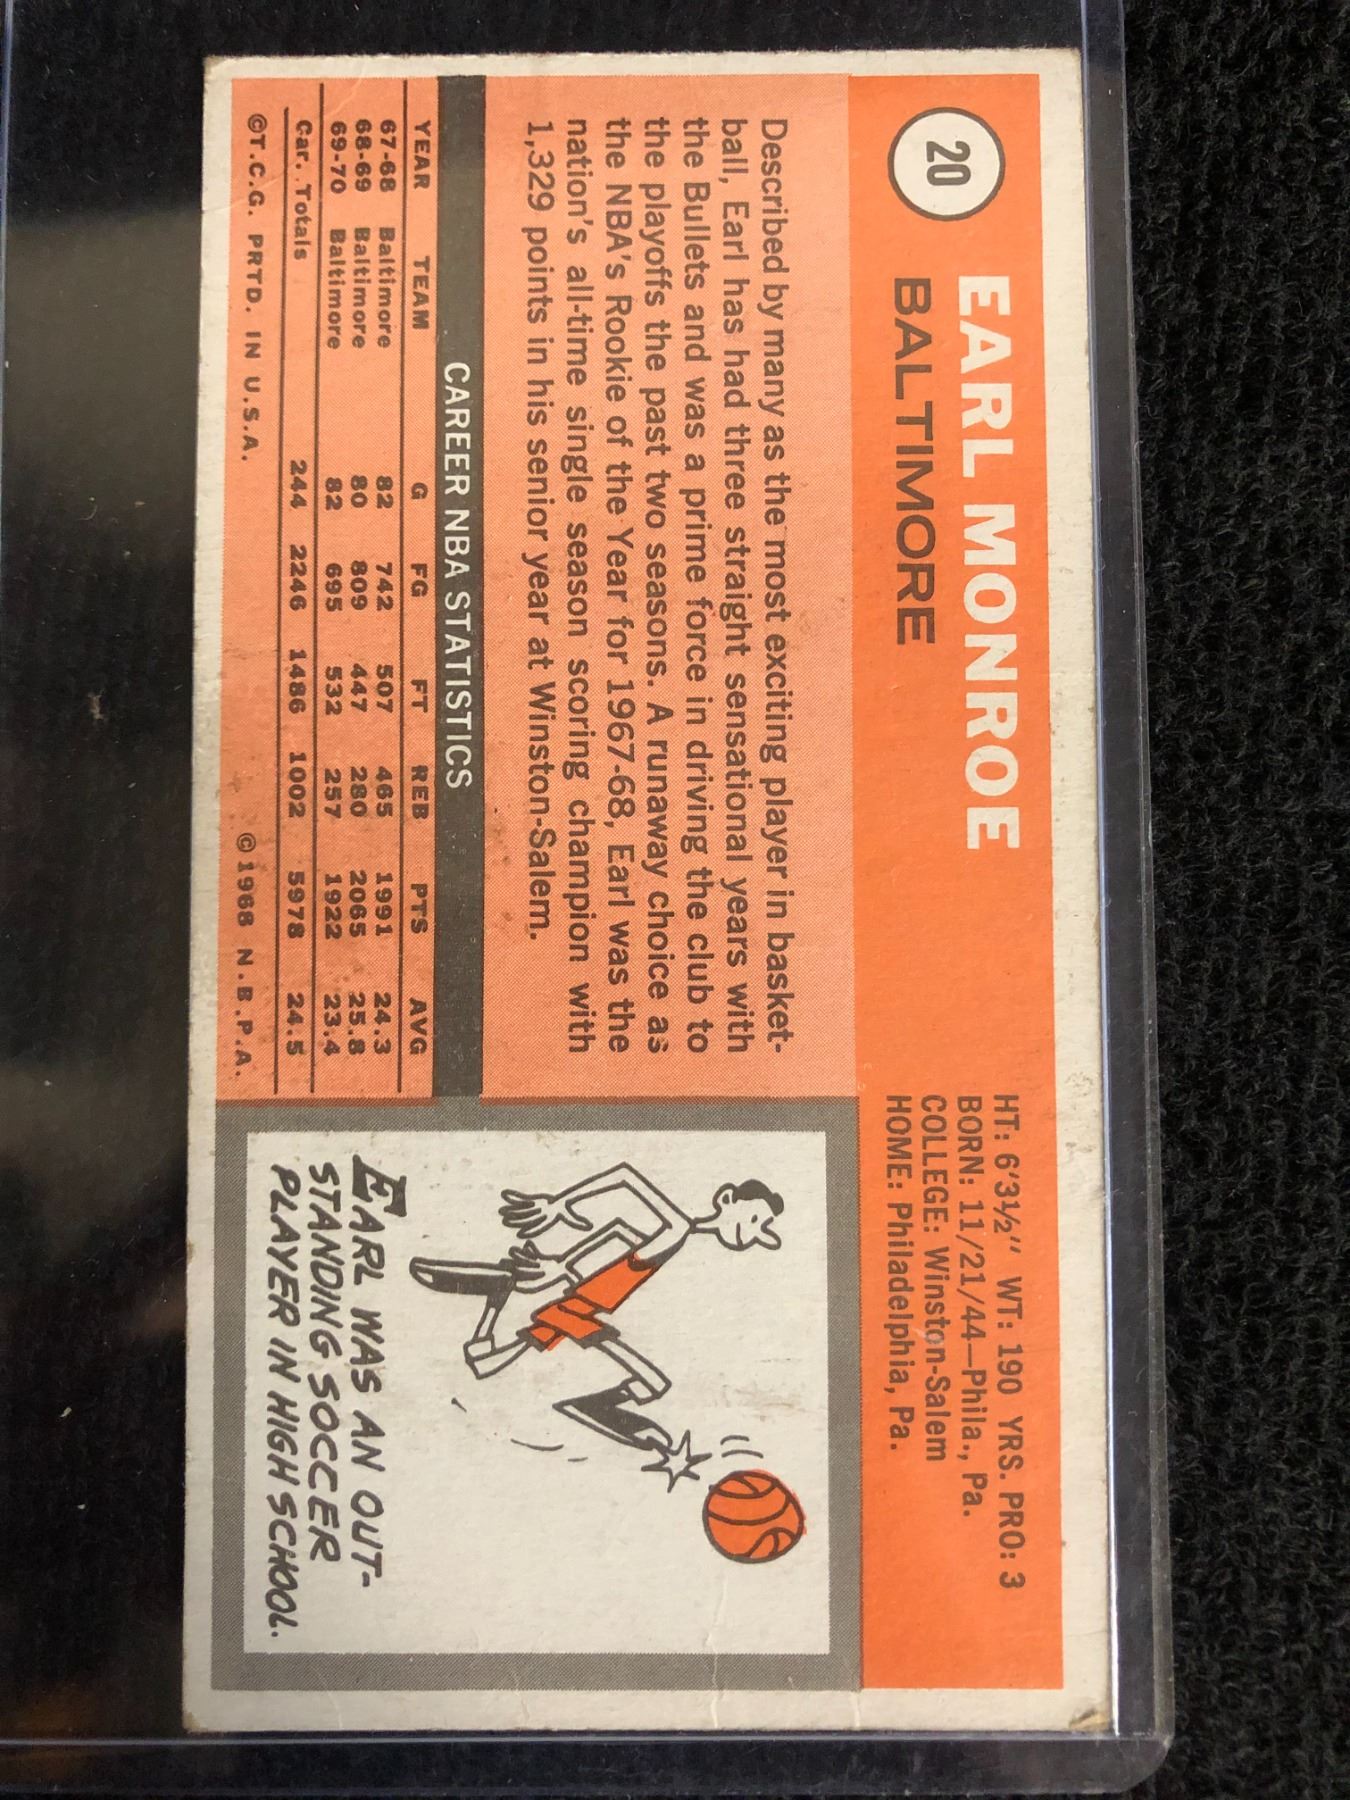 20
EARL MONROE
BALTIMORE
HT: 6'3½" WT: 190 YRS. PRO: 3
BORN: 11/21/44—Phila., Pa.
COLLEGE: Winston-Salem
HOME: Philadelphia, Pa.
Described by many as the most exciting player in basket-
ball, Earl has had three straight sensational years with
the Bullets and was a prime force in driving the club to
the playoffs the past two seasons. A runaway choice as
the NBA's Rookie of the Year for 1967-68, Earl was the
nation's all-time single season scoring champion with
1,329 points in his senior year at Winston-Salem.
CAREER NBA STATISTICS
YEAR TEAM G FG FT REB PTS AVG
67-68 Baltimore 82 742 507 465 1991 24.3
68-69 Baltimore 80 809 447 280 2065 25.8
69-70 Baltimore 82 695 532 257 1922 23.4
Car. Totals 244 2246 1486 1002 5978 24.5
©T.C.G. PRTD. IN U.S.A. © 1968 N.B.P.A.
EARL WAS AN OUT-
STANDING SOCCER
PLAYER IN HIGH SCHOOL.